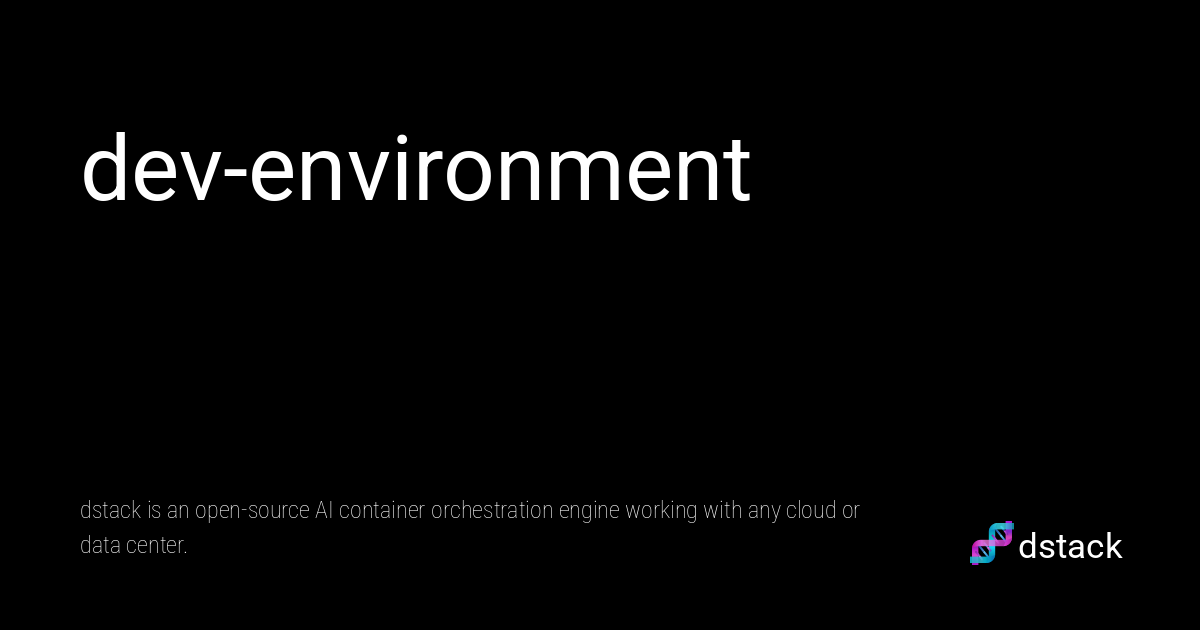 dev-environment
dstack is an open-source AI container orchestration engine working with any cloud or
data center.
dstack